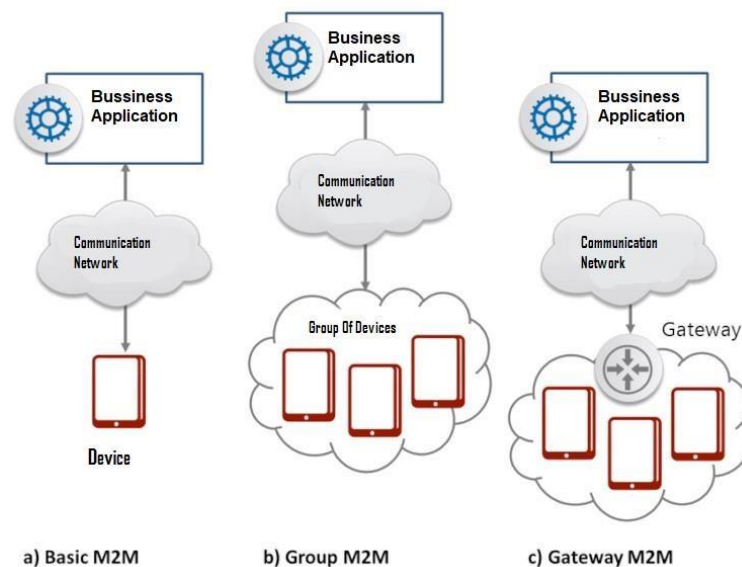 Bussiness
Application
Communication
Network
Device
a) Basic M2M
Business
Application
Communication
Network
Group Of Devices
b) Group M2M
Bussiness
Application
Communication
Network
Gateway
c) Gateway M2M